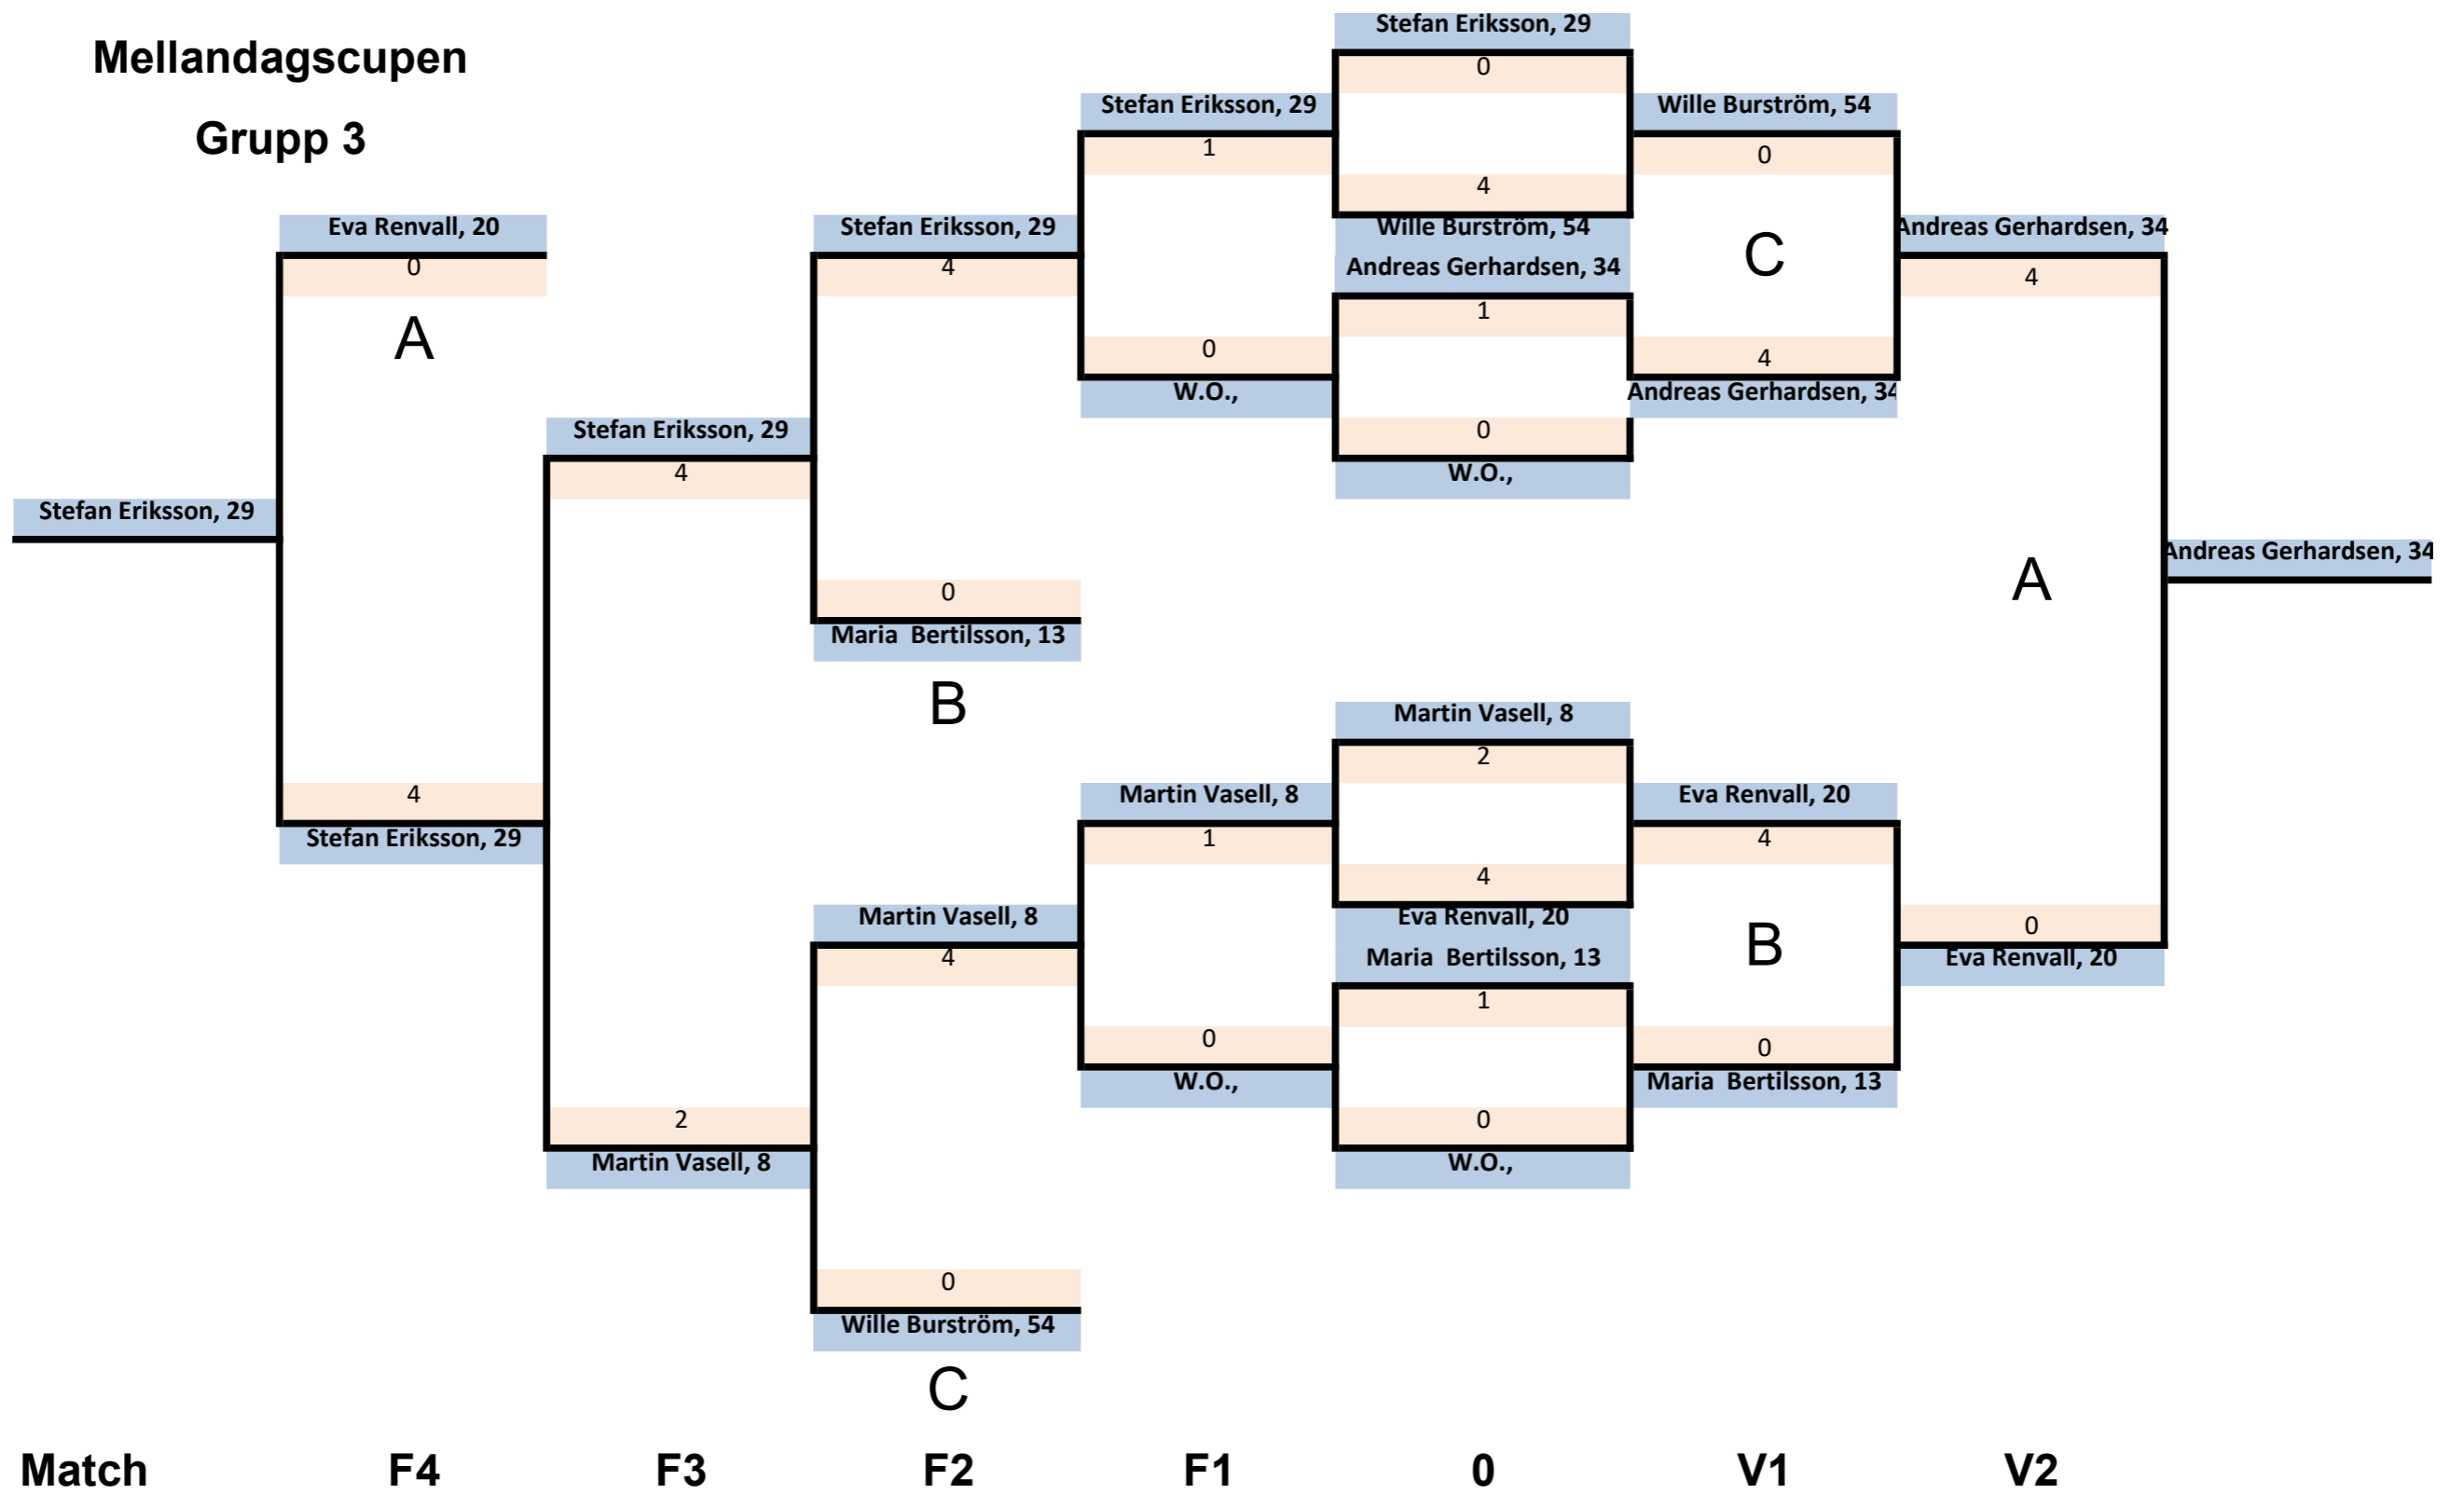 Mellandagscupen
Grupp 3
Stefan Eriksson, 29
0
Stefan Eriksson, 29
Wille Burström, 54
1
0
4
Eva Renvall, 20
Stefan Eriksson, 29
Wille Burström, 54
Andreas Gerhardsen, 34
0
4
Andreas Gerhardsen, 34
C
4
A
1
0
4
W.O.,
Andreas Gerhardsen, 34
Stefan Eriksson, 29
0
4
W.O.,
Stefan Eriksson, 29
Andreas Gerhardsen, 34
0
A
Maria Bertilsson, 13
B
Martin Vasell, 8
2
4
Martin Vasell, 8
Eva Renvall, 20
Stefan Eriksson, 29
1
4
4
Martin Vasell, 8
Eva Renvall, 20
0
4
Maria Bertilsson, 13
B
Eva Renvall, 20
1
0
0
W.O.,
Maria Bertilsson, 13
2
0
Martin Vasell, 8
W.O.,
0
Wille Burström, 54
C
Match F4 F3 F2 F1 0 V1 V2